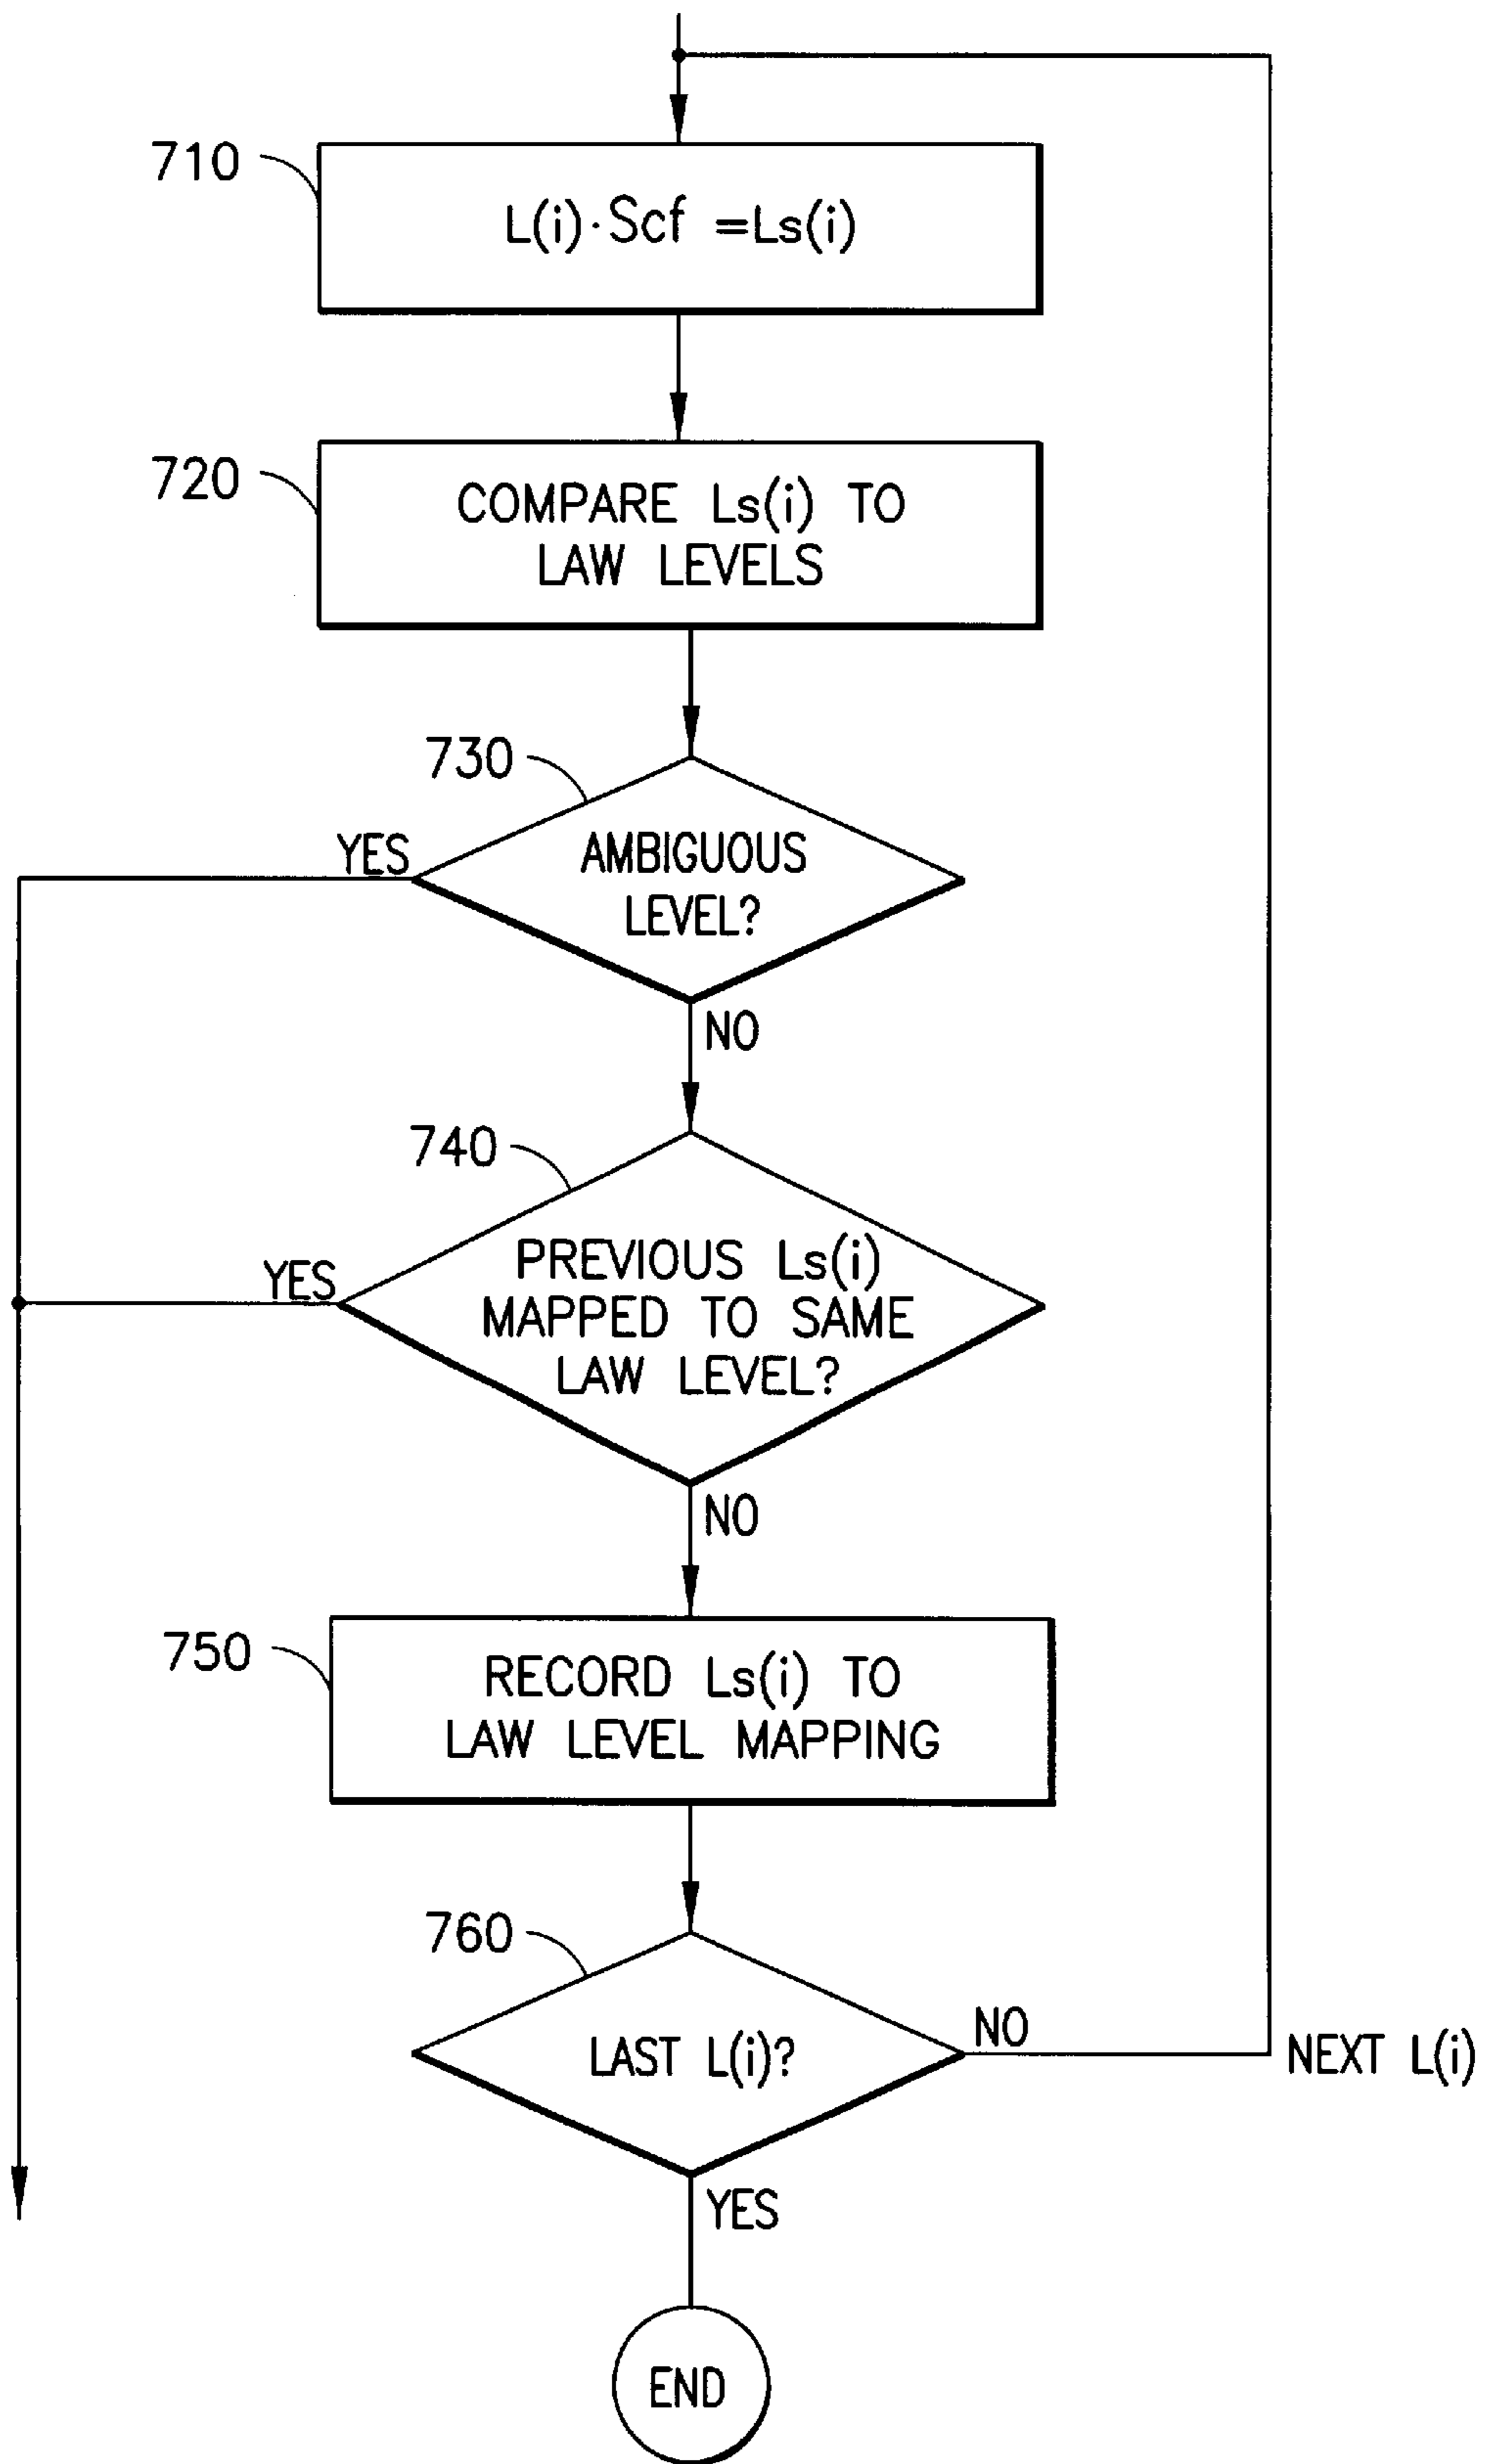 710
L(i)·Scf =Ls(i)
720
COMPARE Ls(i) TO
LAW LEVELS
730
YES
AMBIGUOUS
LEVEL?
NO
740
YES
PREVIOUS Ls(i)
MAPPED TO SAME
LAW LEVEL?
NO
750
RECORD Ls(i) TO
LAW LEVEL MAPPING
760
LAST L(i)?
NO
NEXT L(i)
YES
END